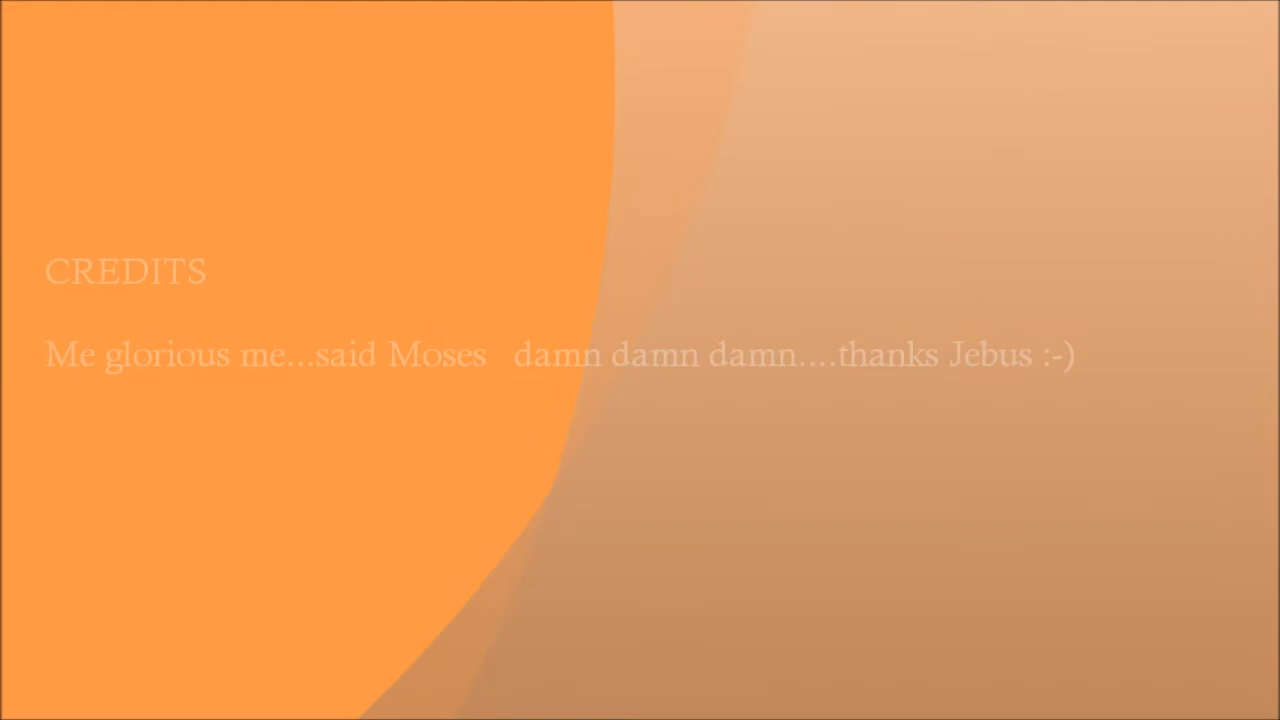 CREDITS
Me glorious me...said Moses   damn damn damn....thanks Jebus :-)